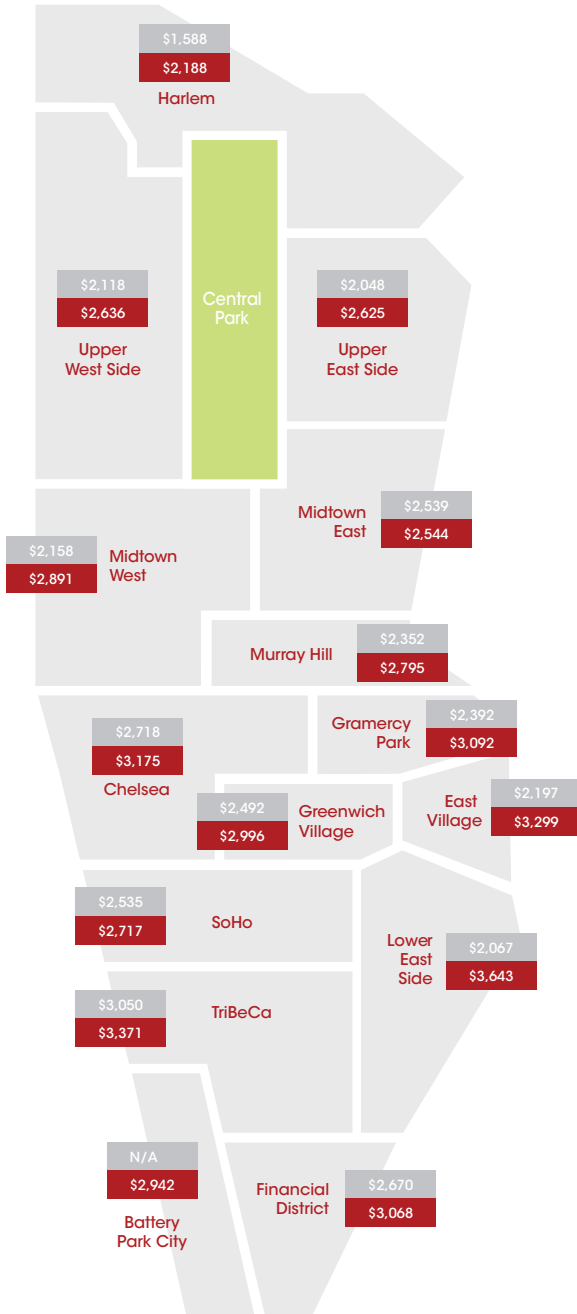 $1,588
$2,188
Harlem
$2,118
$2,636
Upper
West Side
Central
Park
$2,048
$2,625
Upper
East Side
Midtown
East
$2,539
$2,544
$2,158
$2,891
Midtown
West
Murray Hill
$2,352
$2,795
$2,718
$3,175
Chelsea
Gramercy
Park
$2,392
$3,092
$2,492
$2,996
Greenwich
Village
East
Village
$2,197
$3,299
$2,535
$2,717
SoHo
Lower
East
Side
$2,067
$3,643
$3,050
$3,371
TriBeCa
N/A
$2,942
Battery
Park City
Financial
District
$2,670
$3,068